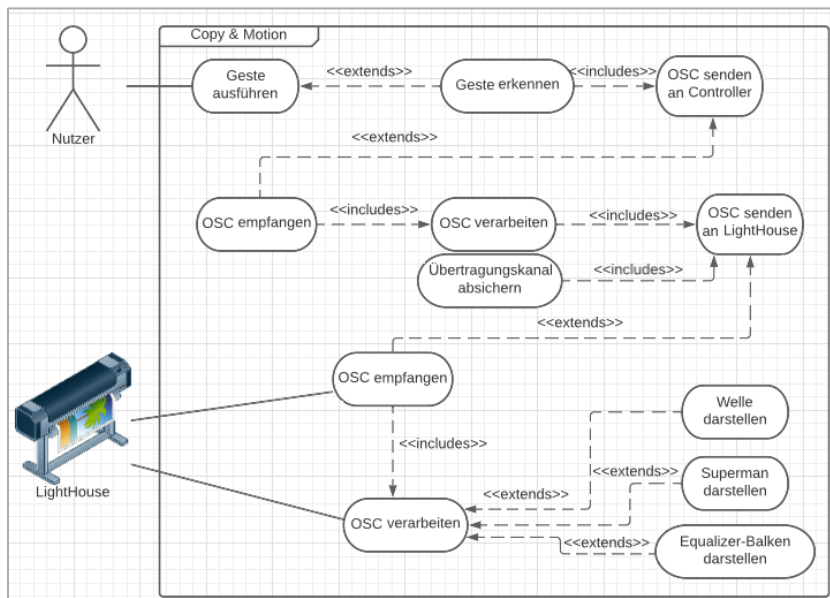 Copy & Motion
Geste
ausführen
<<extends>>
Geste erkennen
<<includes>>
OSC senden
an Controller
Nutzer
<<extends>>
OSC empfangen
<<includes>>
OSC verarbeiten
<<includes>>
OSC senden
an LightHouse
Übertragungskanal
absichern
<<includes>>
<<extends>>
OSC empfangen
Welle
darstellen
<<includes>>
<<extends>>
Superman
darstellen
LightHouse
<<extends>>
OSC verarbeiten
<<extends>>
Equalizer-Balken
darstellen